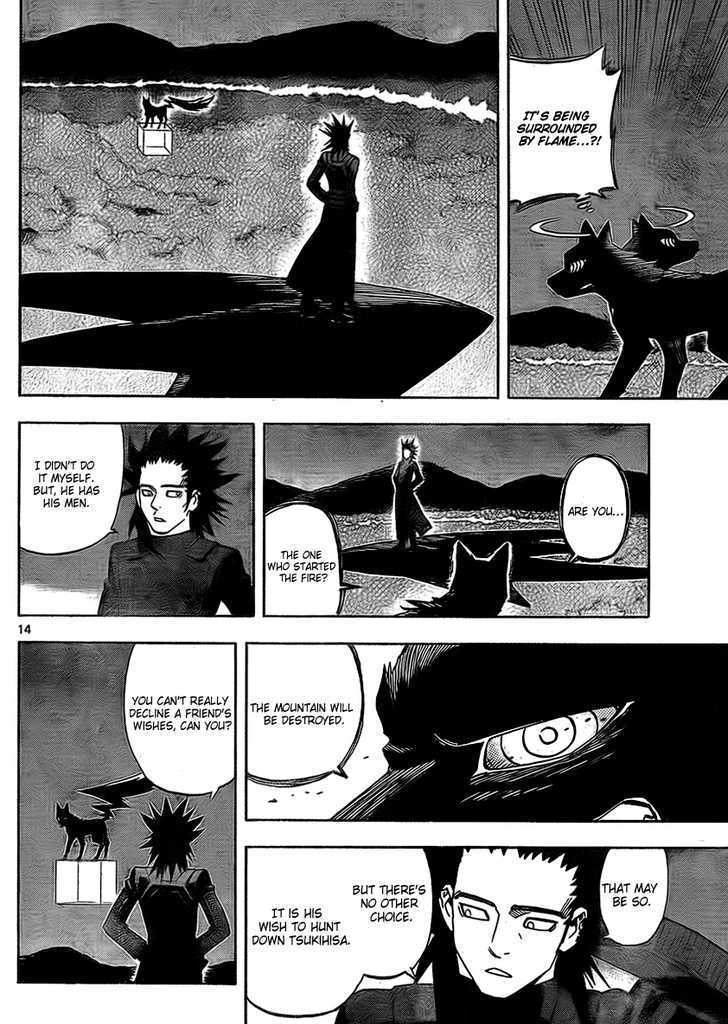 IT'S BEING
SURROUNDED
BY FLAME...?!
ARE YOU...
THE ONE
WHO STARTED
THE FIRE?
I DIDN'T DO
IT MYSELF.
BUT, HE HAS
HIS MEN.
14
THE MOUNTAIN WILL
BE DESTROYED.
YOU CAN'T REALLY
DECLINE A FRIEND'S
WISHES, CAN YOU?
THAT MAY
BE SO.
BUT THERE'S
NO OTHER
CHOICE.
IT IS HIS
WISH TO HUNT
DOWN TSUKIHISA.